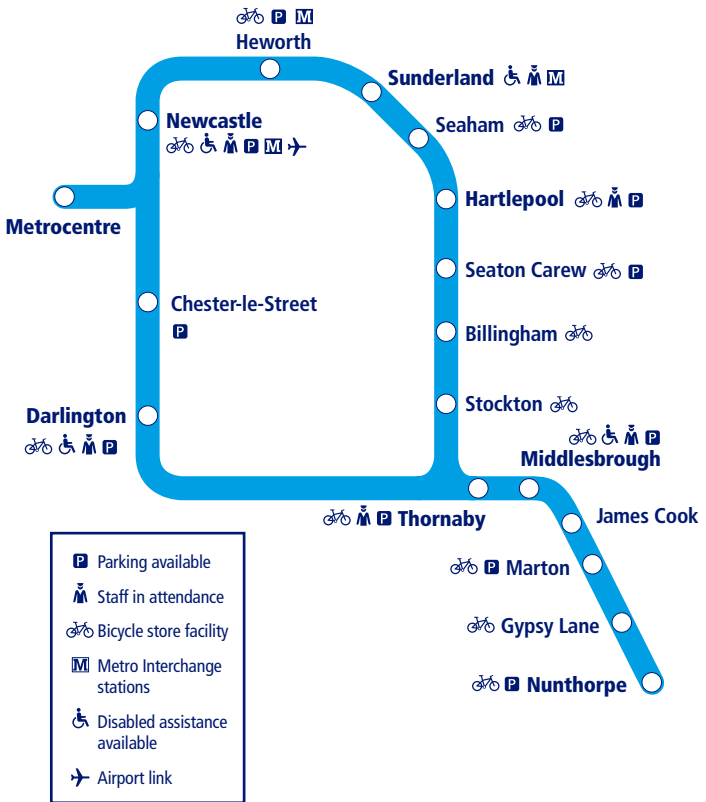 Heworth
Sunderland
Newcastle
Seaham
Hartlepool
Metrocentre
Seaton Carew
Chester-le-Street
Billingham
Darlington
Stockton
Middlesbrough
Thornaby
James Cook
Marton
Gypsy Lane
Nunthorpe
P Parking available
Staff in attendance
Bicycle store facility
M Metro Interchange
stations
Disabled assistance
available
Airport link